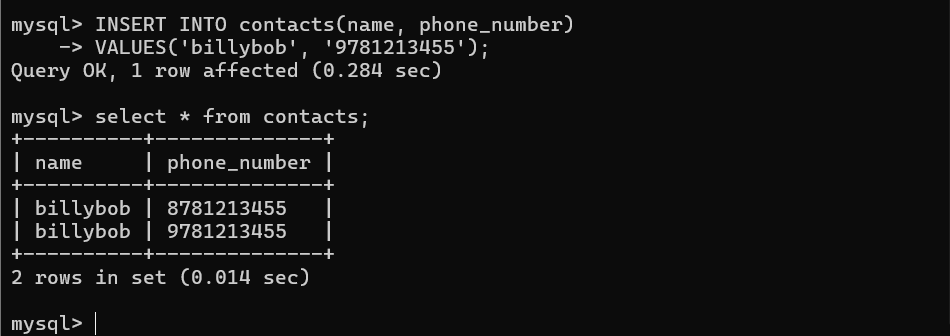 mysql> INSERT INTO contacts(name, phone_number)
    -> VALUES('billybob', '9781213455');
Query OK, 1 row affected (0.284 sec)
mysql> select * from contacts;
+----------+--------------+
| name     | phone_number |
+----------+--------------+
| billybob | 8781213455   |
| billybob | 9781213455   |
+----------+--------------+
2 rows in set (0.014 sec)
mysql>